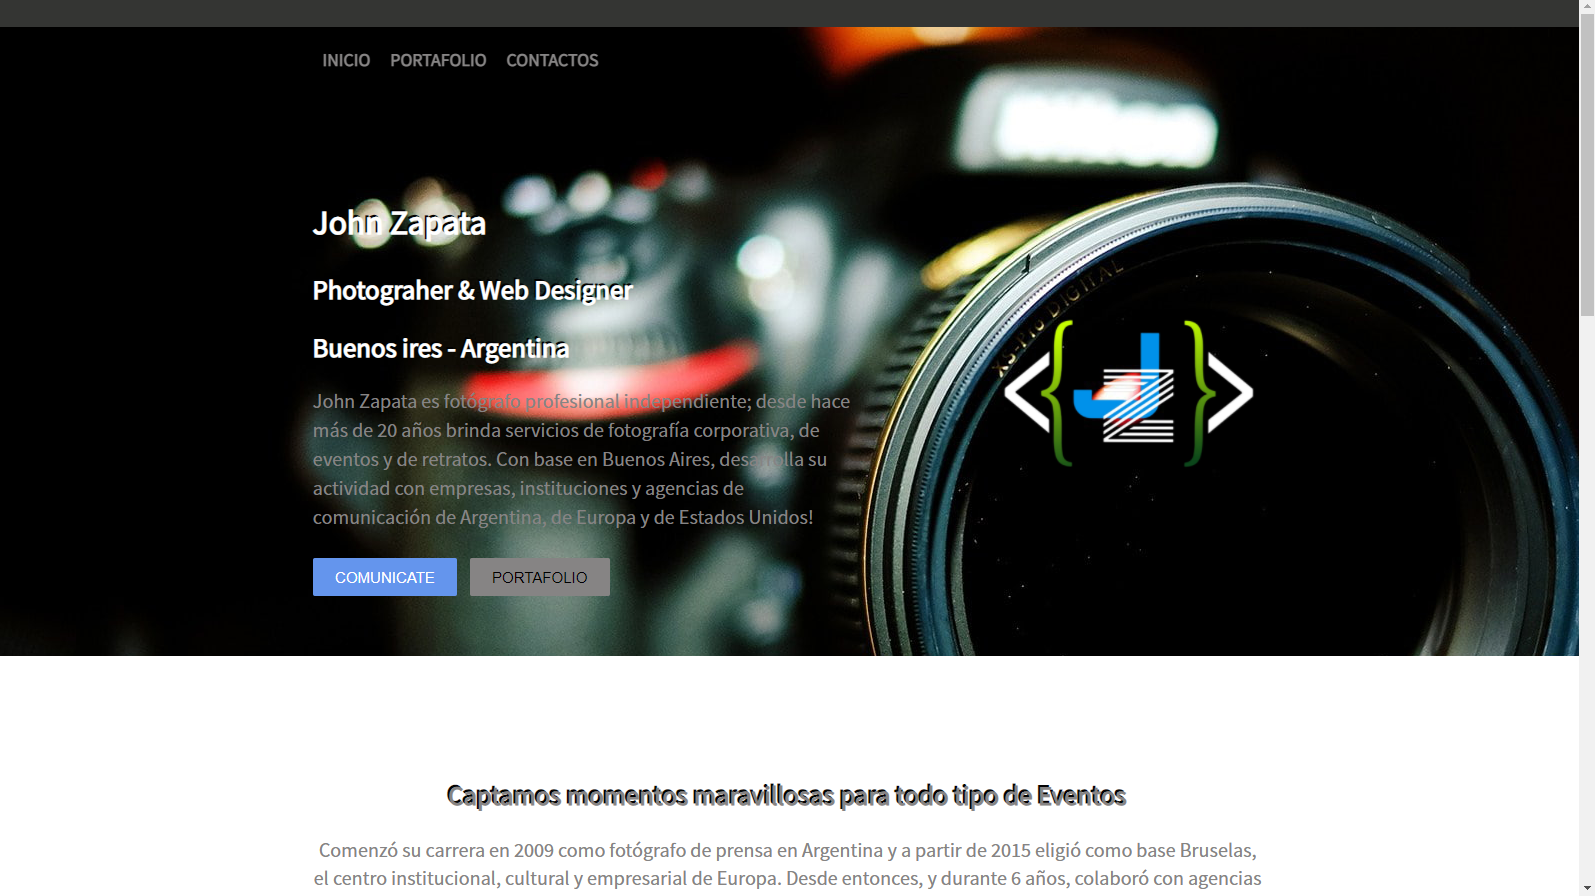 INICIO PORTAFOLIO CONTACTOS
XS-Pro DIGITAL
John Zapata
Photograher & Web Designer
Buenos ires - Argentina
<{JZ}>
John Zapata es fotógrafo profesional independiente; desde hace
más de 20 años brinda servicios de fotografía corporativa, de
eventos y de retratos. Con base en Buenos Aires, desarrolla su
actividad con empresas, instituciones y agencias de
comunicación de Argentina, de Europa y de Estados Unidos!
COMUNICATE PORTAFOLIO
Captamos momentos maravillosas para todo tipo de Eventos
Comenzó su carrera en 2009 como fotógrafo de prensa en Argentina y a partir de 2015 eligió como base Bruselas,
el centro institucional, cultural y empresarial de Europa. Desde entonces, y durante 6 años, colaboró con agencias